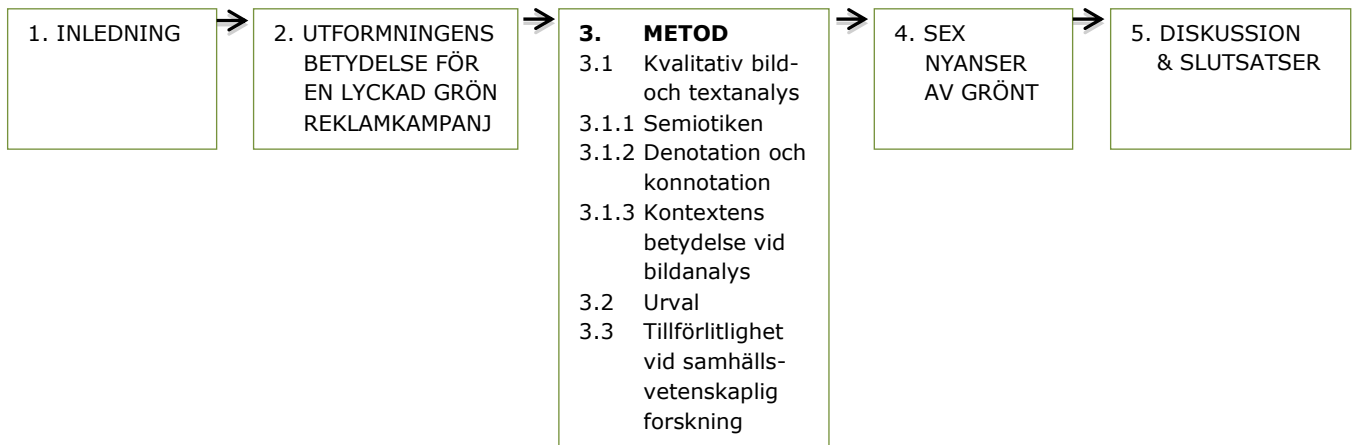 1. INLEDNING
2. UTFORMNINGENS
BETYDELSE FÖR
EN LYCKAD GRÖN
REKLAMKAMPANJ
3. METOD
3.1 Kvalitativ bild-
och textanalys
3.1.1 Semiotiken
3.1.2 Denotation och
konnotation
3.1.3 Kontextens
betydelse vid
bildanalys
3.2 Urval
3.3 Tillförlitlighet
vid samhälls-
vetenskaplig
forskning
4. SEX
NYANSER
AV GRÖNT
5. DISKUSSION
& SLUTSATSER